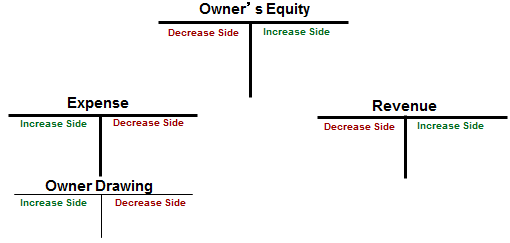 Owner’s Equity
Decrease Side Increase Side
Expense
Increase Side Decrease Side
Revenue
Decrease Side Increase Side
Owner Drawing
Increase Side Decrease Side